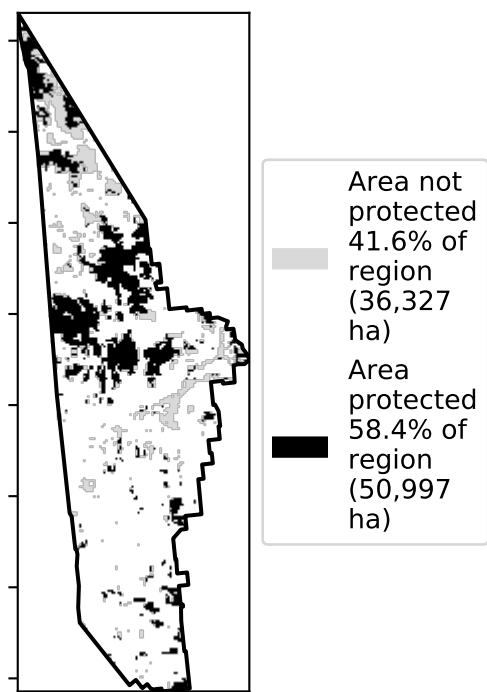 Area not
protected
41.6% of
region
(36,327
ha)
Area
protected
58.4% of
region
(50,997
ha)